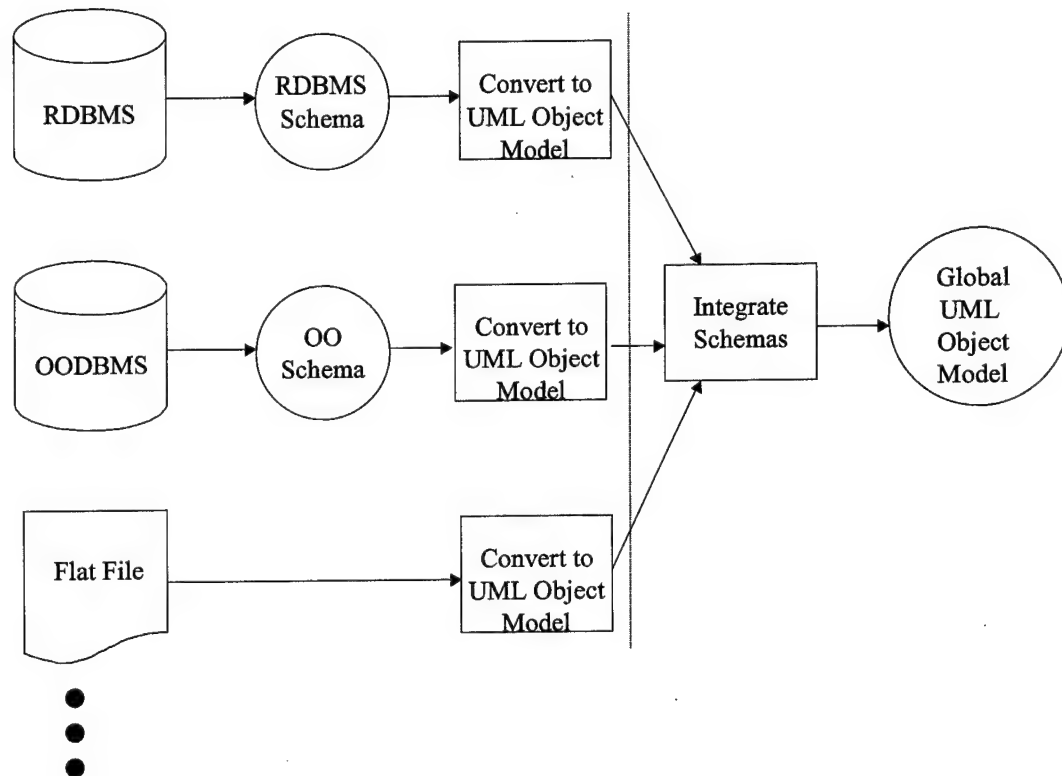 RDBMS
RDBMS
Schema
Convert to
UML Object
Model
OODBMS
OO
Schema
Convert to
UML Object
Model
Integrate
Schemas
Global
UML
Object
Model
Flat File
Convert to
UML Object
Model